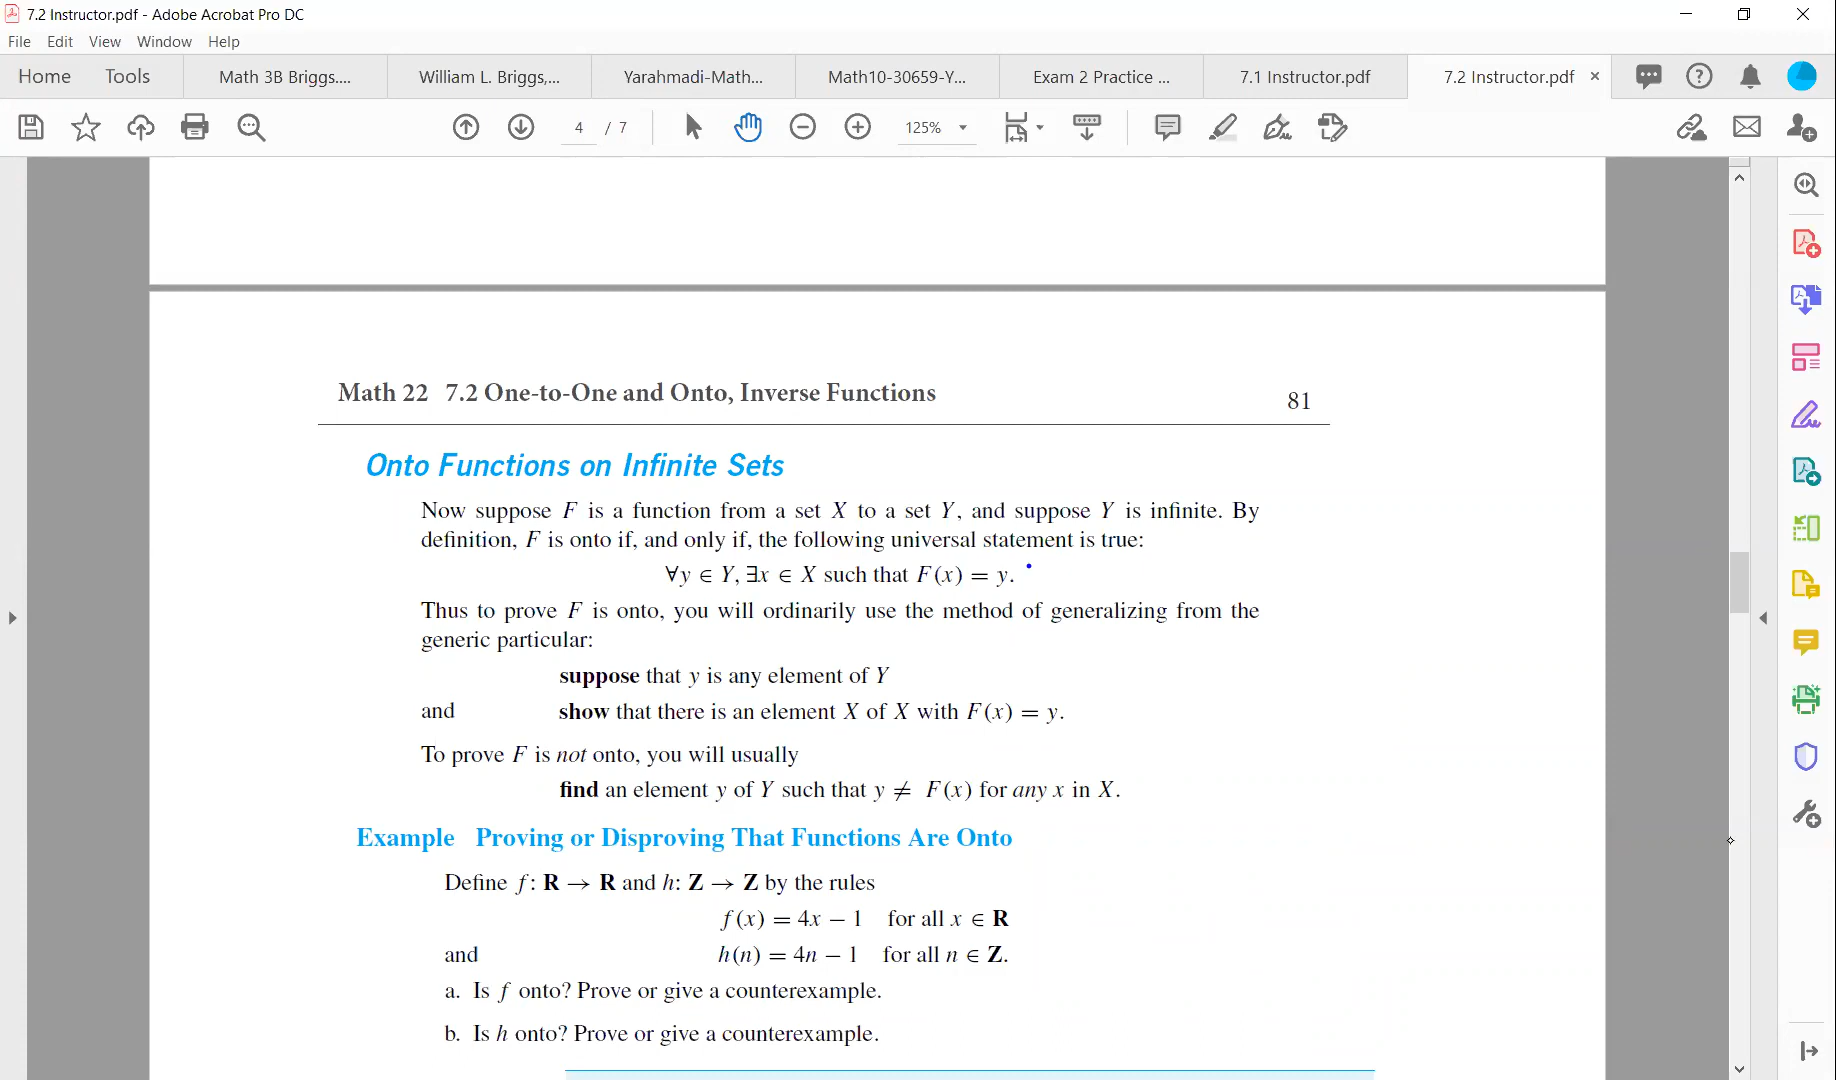 7.2 Instructor.pdf - Adobe Acrobat Pro DC
File Edit View Window Help
Home Tools Math 3B Briggs.... William L. Briggs,... Yarahmadi-Math... Math10-30659-Y... Exam 2 Practice ... 7.1 Instructor.pdf 7.2 Instructor.pdf ×
4 / 7 125%
Math 22 7.2 One-to-One and Onto, Inverse Functions 81
Onto Functions on Infinite Sets
Now suppose F is a function from a set X to a set Y, and suppose Y is infinite. By
definition, F is onto if, and only if, the following universal statement is true:
∀y ∈ Y, ∃x ∈ X such that F(x) = y.
Thus to prove F is onto, you will ordinarily use the method of generalizing from the
generic particular:
suppose that y is any element of Y
and show that there is an element X of X with F(x) = y.
To prove F is not onto, you will usually
find an element y of Y such that y ≠ F(x) for any x in X.
Example Proving or Disproving That Functions Are Onto
Define f: R → R and h: Z → Z by the rules
f(x) = 4x − 1 for all x ∈ R
and h(n) = 4n − 1 for all n ∈ Z.
a. Is f onto? Prove or give a counterexample.
b. Is h onto? Prove or give a counterexample.